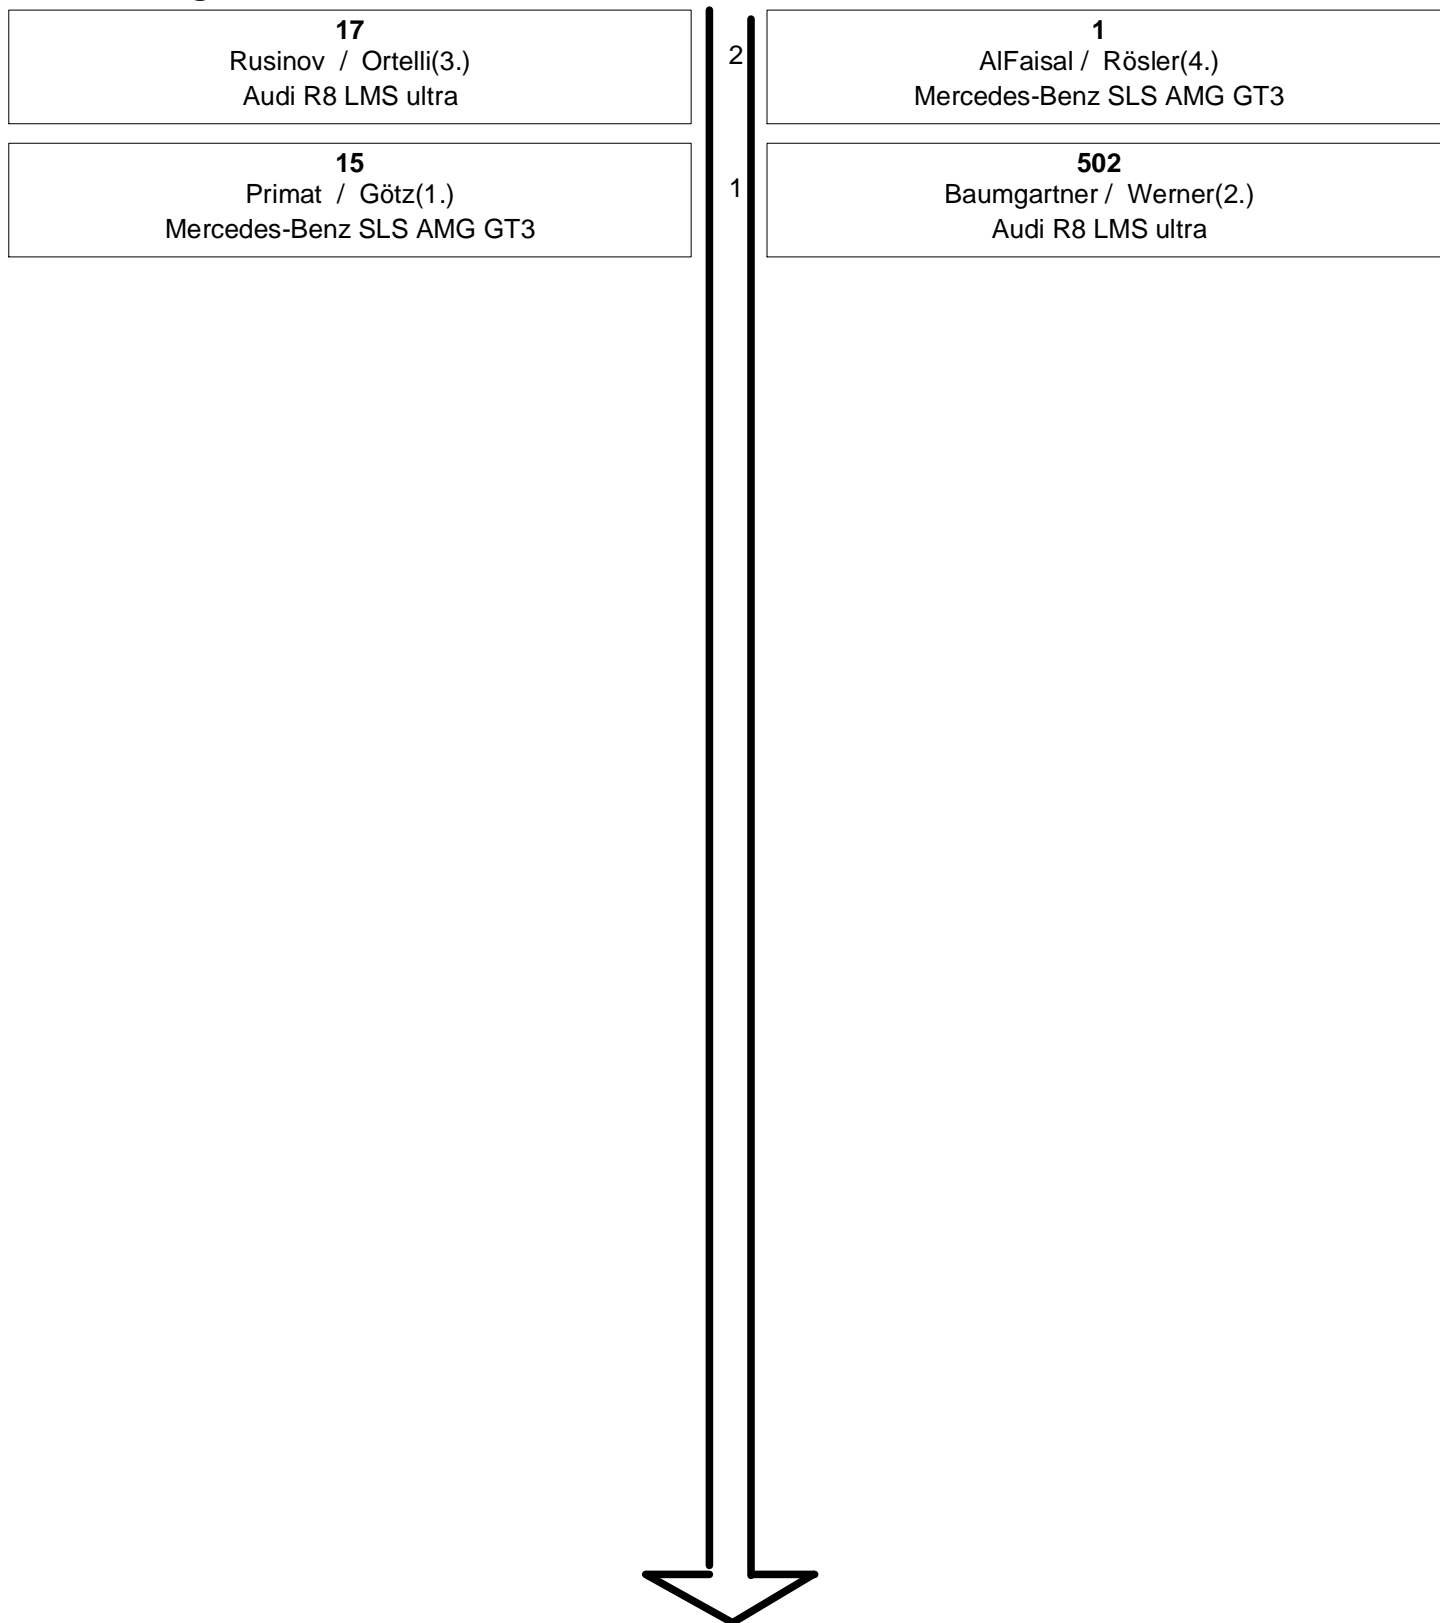 17
Rusinov / Ortelli(3.)
Audi R8 LMS ultra
2
1
AlFaisal / Rösler(4.)
Mercedes-Benz SLS AMG GT3
15
Primat / Götz(1.)
Mercedes-Benz SLS AMG GT3
1
502
Baumgartner / Werner(2.)
Audi R8 LMS ultra